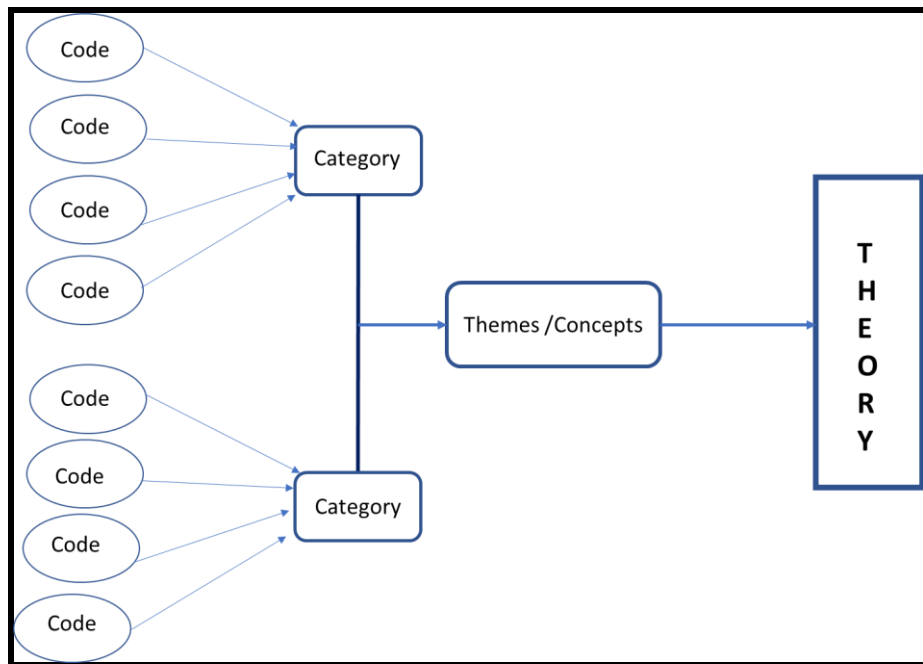 Code
Code
Code
Code
Category
Code
Code
Code
Code
Category
Themes /Concepts
T
H
E
O
R
Y